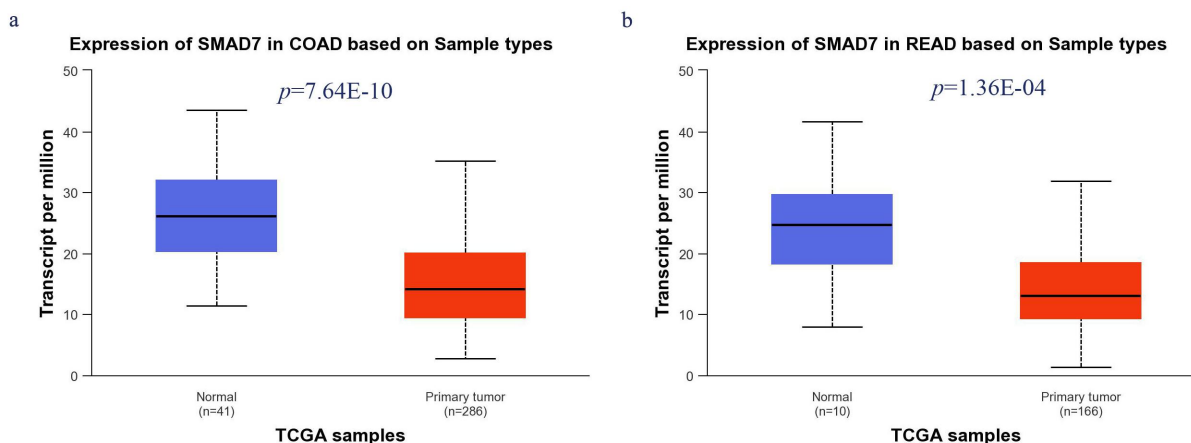 a
Expression of SMAD7 in COAD based on Sample types
p=7.64E-10
50
40
30
20
10
0
Transcript per million
Normal
(n=41)
Primary tumor
(n=286)
TCGA samples
b
Expression of SMAD7 in READ based on Sample types
p=1.36E-04
50
40
30
20
10
0
Transcript per million
Normal
(n=10)
Primary tumor
(n=166)
TCGA samples